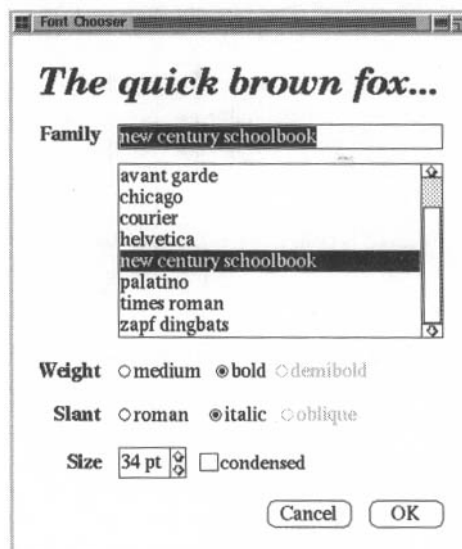 Font Chooser
The quick brown fox...
Family new century schoolbook
avant garde
chicago
courier
helvetica
new century schoolbook
palatino
times roman
zapf dingbats
Weight medium bold demibold
Slant roman italic oblique
Size 34 pt condensed
Cancel OK